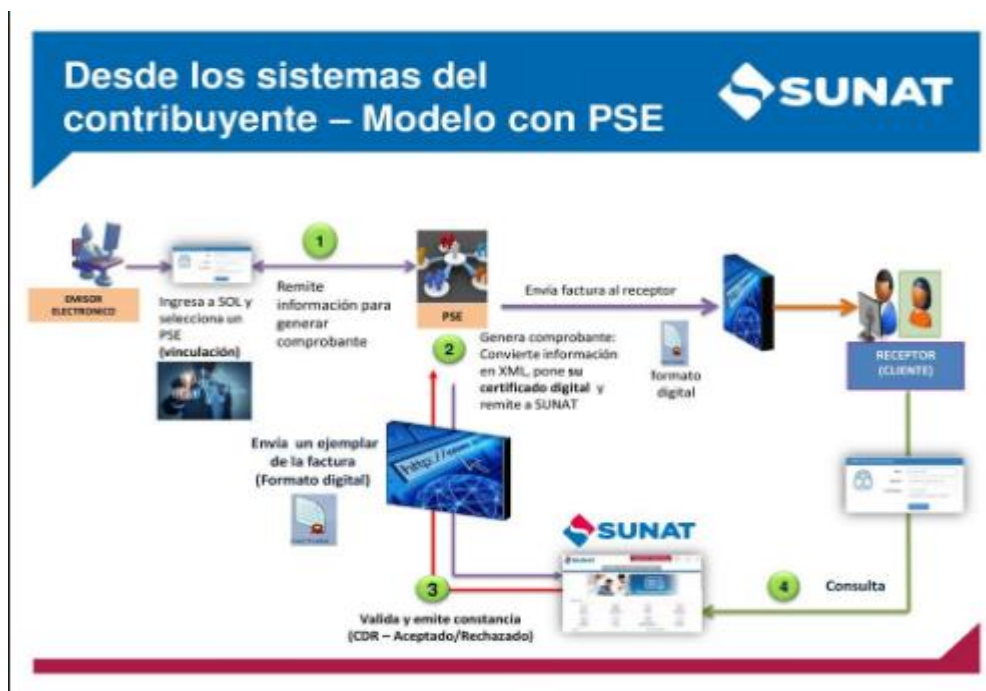 Desde los sistemas del
contribuyente – Modelo con PSE
SUNAT
1
EMISOR
ELECTRONICO
Ingresa a SOL y
selecciona un
PSE
(vinculación)
Remite
información para
generar
comprobante
PSE
Envía factura al receptor
2
Genera comprobante:
Convierte información
en XML, pone su
certificado digital y
remite a SUNAT
formato
digital
RECEPTOR
(CLIENTE)
Envía un ejemplar
de la factura
(Formato digital)
http://www
SUNAT
3
Valida y emite constancia
(CDR – Aceptado/Rechazado)
4
Consulta